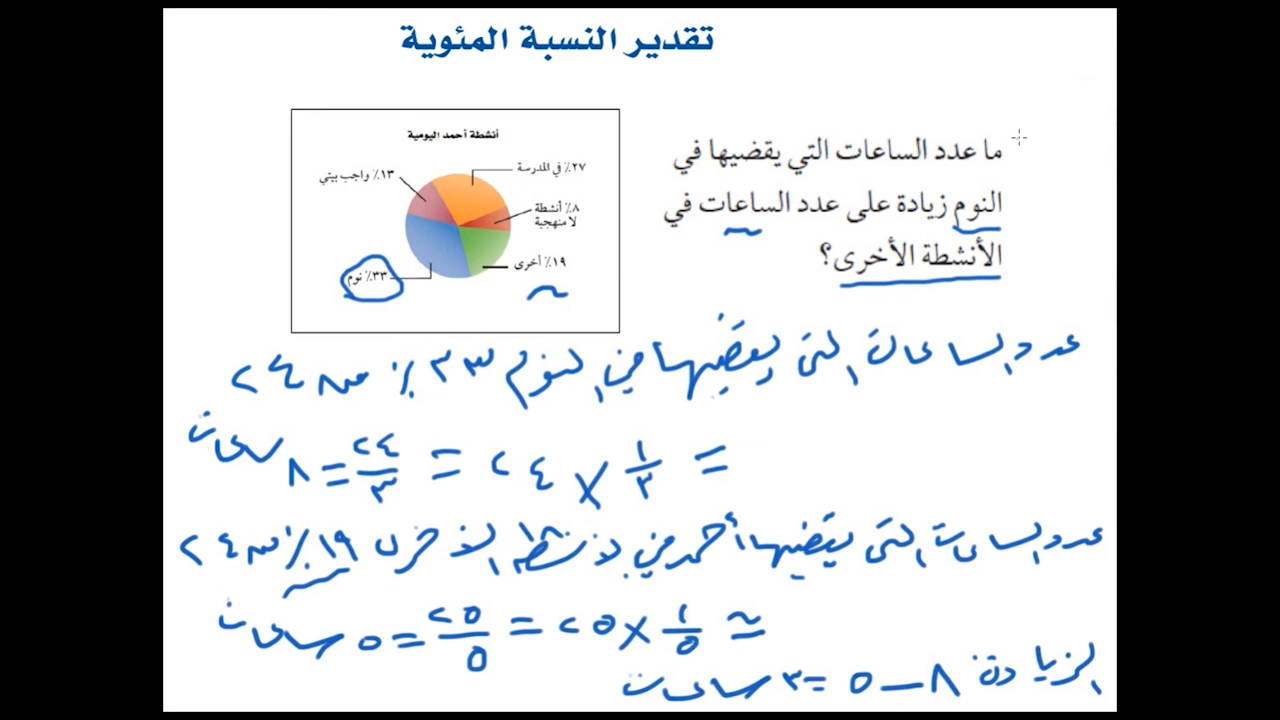 تقدير النسبة المئوية
ما عدد الساعات التي يقضيها في
النوم زيادة على عدد الساعات في
الأنشطة الأخرى؟
أنشطة أحمد اليومية
٢٧٪ في المدرسة
١٣٪ واجب بيتي
٨٪ أنشطة
لا منهجية
١٩٪ أخرى
٣٣٪ نوم
عدد الساعات التي يقضيها في النوم ٣٣٪ من ٢٤
= ١/٣ × ٢٤ = ٢٤/٣ = ٨ ساعات
عدد الساعات التي يقضيها أحمد في الأنشطة الأخرى ١٩٪ من ٢٤
≈ ١/٥ × ٢٥ = ٢٥/٥ = ٥ ساعات
الزيادة ٨ – ٥ = ٣ ساعات